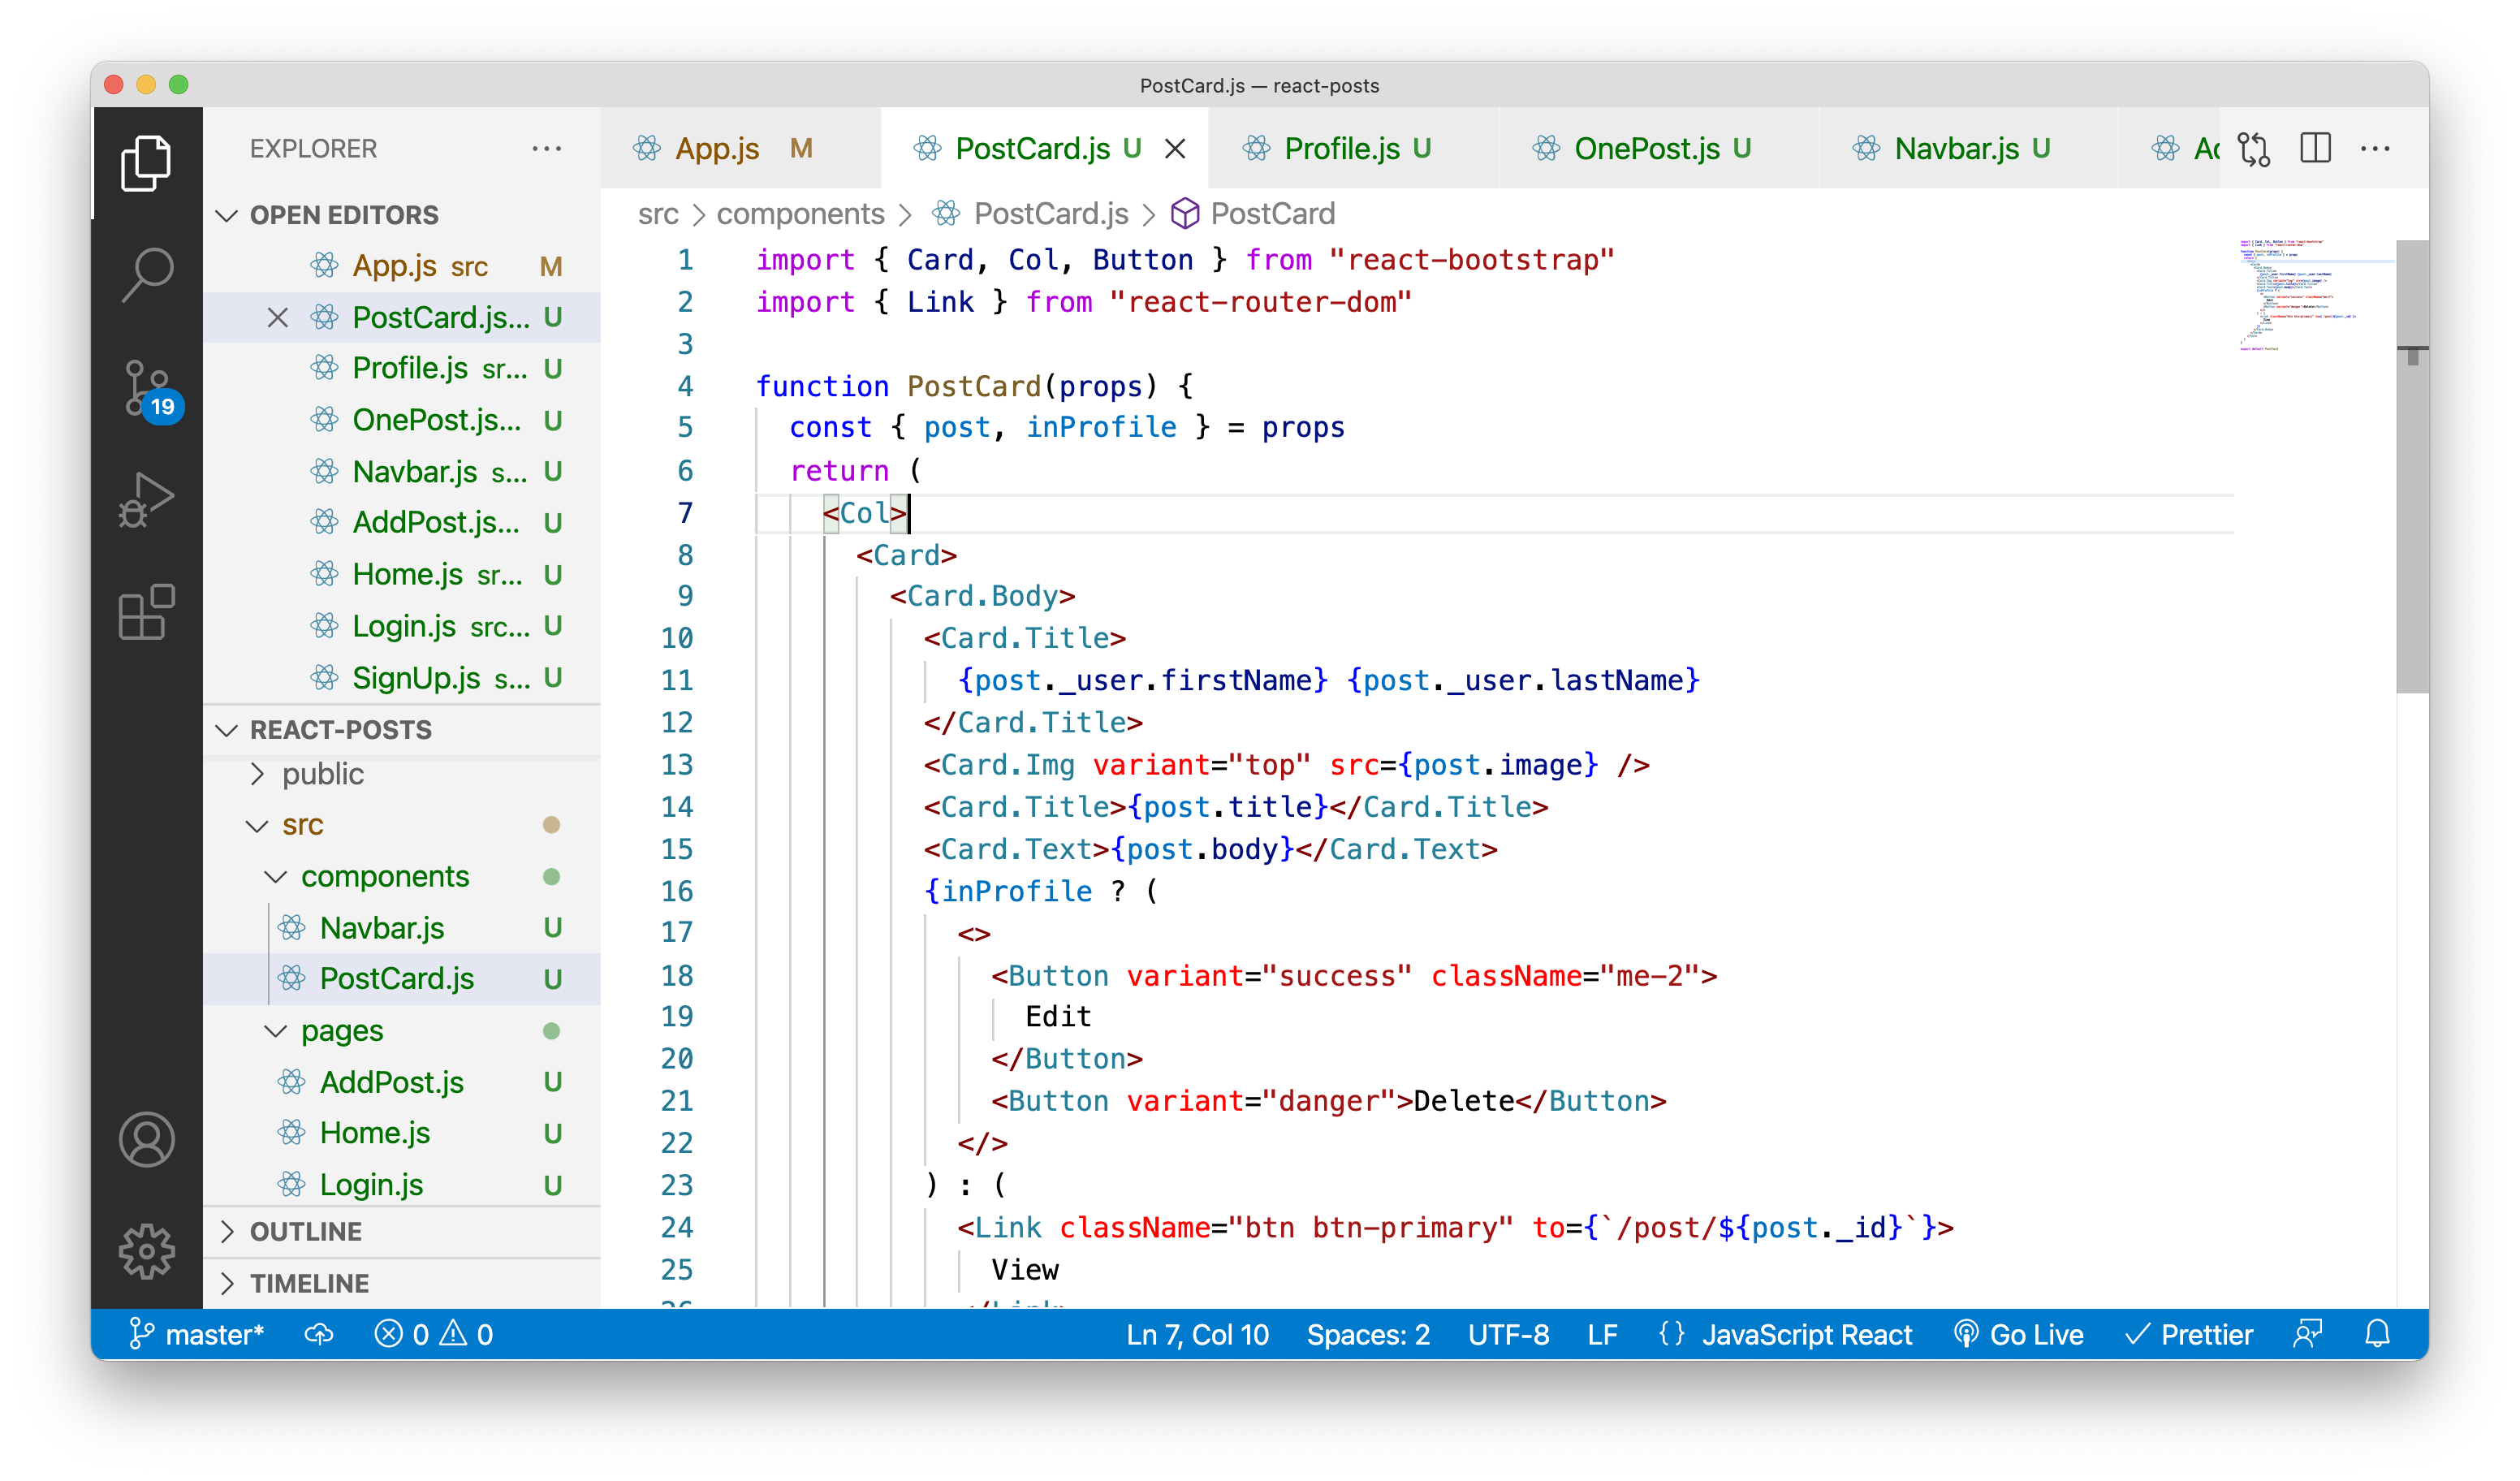 PostCard.js — react-posts
EXPLORER
OPEN EDITORS
App.js src M
PostCard.js... U
Profile.js sr... U
OnePost.js... U
Navbar.js s... U
AddPost.js... U
Home.js sr... U
Login.js src... U
SignUp.js s... U
REACT-POSTS
public
src
components
Navbar.js U
PostCard.js U
pages
AddPost.js U
Home.js U
Login.js U
OUTLINE
TIMELINE
19
App.js M
PostCard.js U
Profile.js U
OnePost.js U
Navbar.js U
src > components > PostCard.js > PostCard
1 import { Card, Col, Button } from "react-bootstrap"
2 import { Link } from "react-router-dom"
3
4 function PostCard(props) {
5 const { post, inProfile } = props
6 return (
7 <Col>
8 <Card>
9 <Card.Body>
10 <Card.Title>
11 {post._user.firstName} {post._user.lastName}
12 </Card.Title>
13 <Card.Img variant="top" src={post.image} />
14 <Card.Title>{post.title}</Card.Title>
15 <Card.Text>{post.body}</Card.Text>
16 {inProfile ? (
17 <>
18 <Button variant="success" className="me-2">
19 Edit
20 </Button>
21 <Button variant="danger">Delete</Button>
22 </>
23 ) : (
24 <Link className="btn btn-primary" to={`/post/${post._id}`}>
25 View
master* 0 0
Ln 7, Col 10 Spaces: 2 UTF-8 LF {} JavaScript React Go Live Prettier